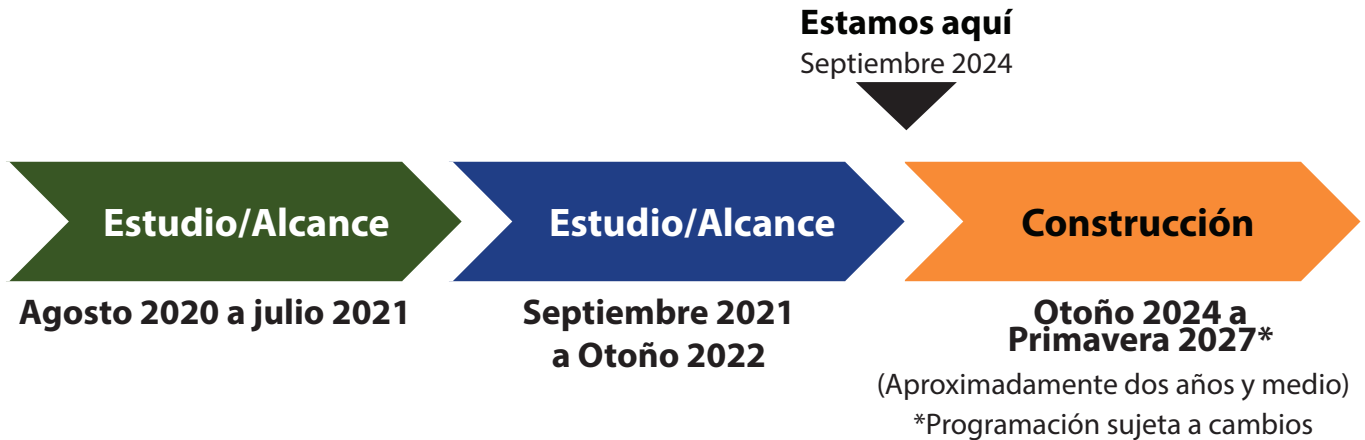 Estamos aquí
Septiembre 2024
Estudio/Alcance
Estudio/Alcance
Construcción
Agosto 2020 a julio 2021
Septiembre 2021
a Otoño 2022
Otoño 2024 a
Primavera 2027*
(Aproximadamente dos años y medio)
*Programación sujeta a cambios